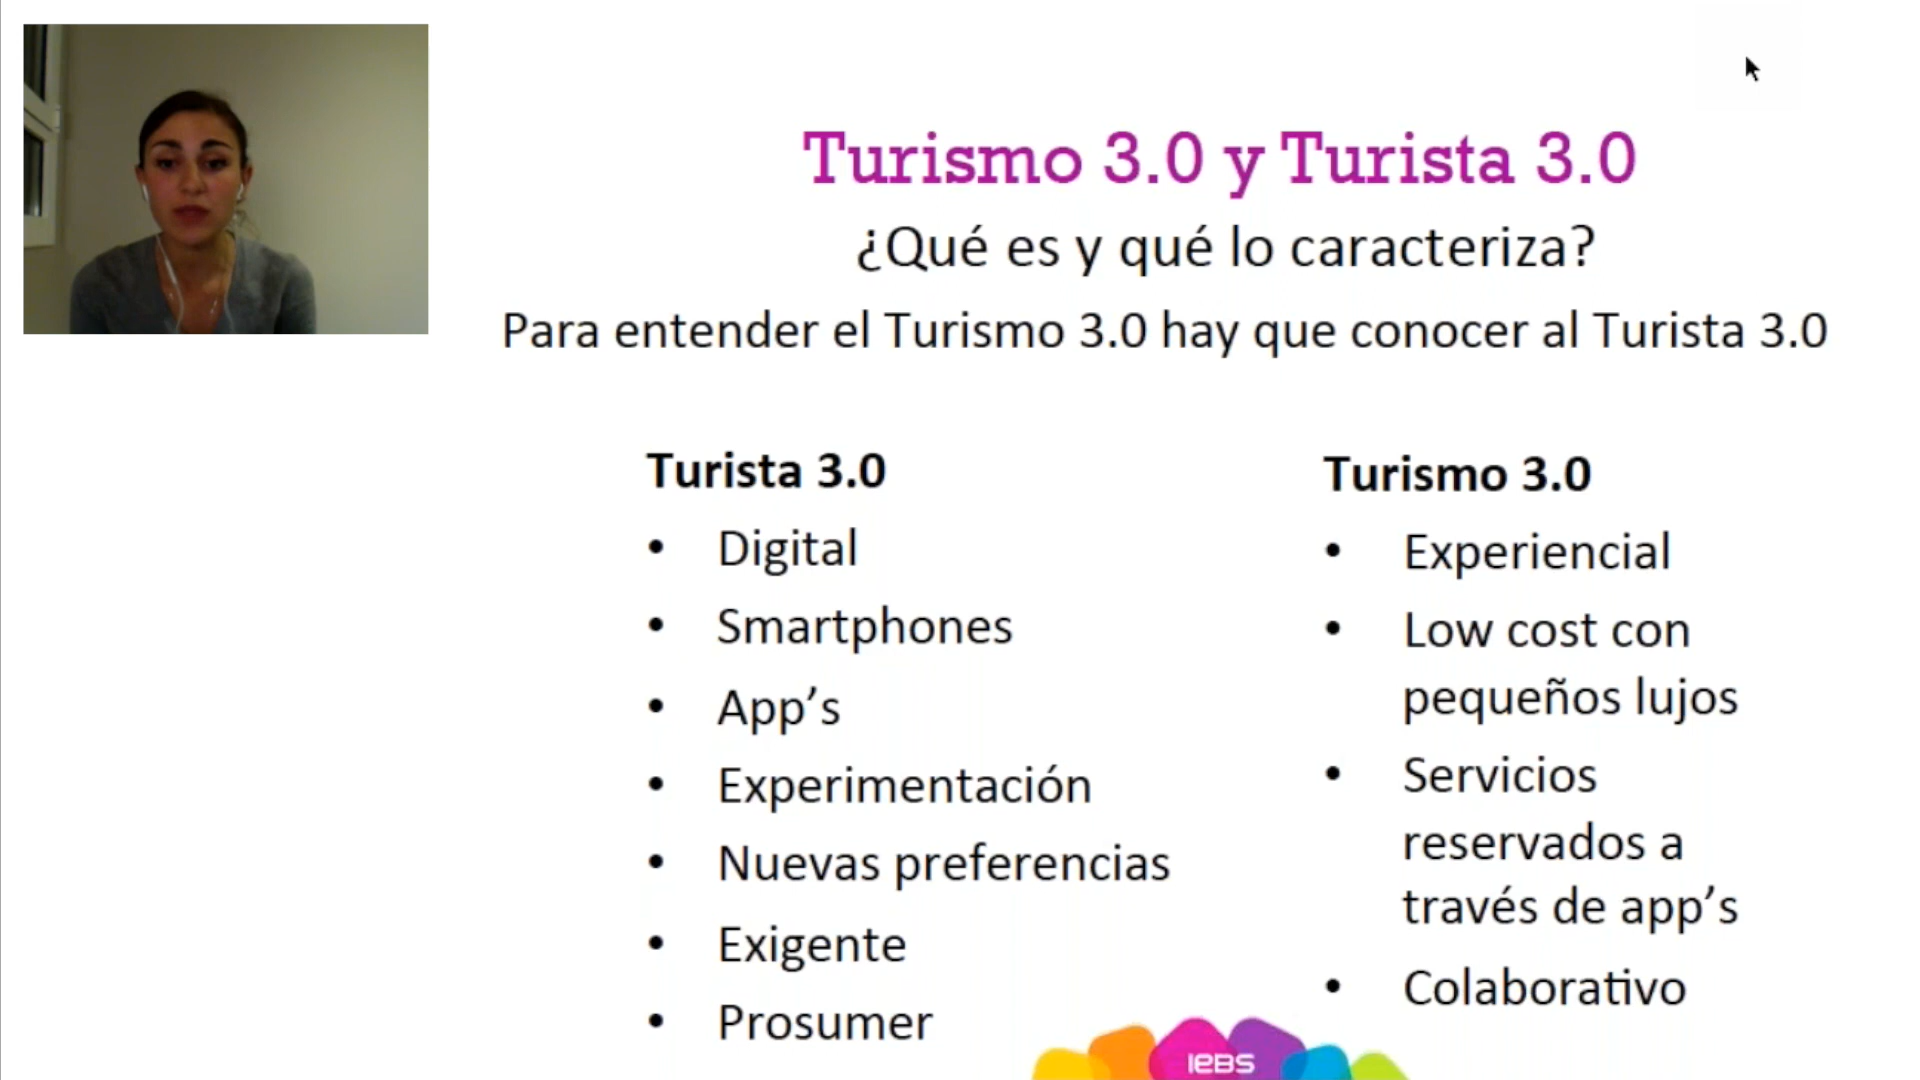 Turismo 3.0 y Turista 3.0
¿Qué es y qué lo caracteriza?
Para entender el Turismo 3.0 hay que conocer al Turista 3.0
Turista 3.0
• Digital
• Smartphones
• App’s
• Experimentación
• Nuevas preferencias
• Exigente
• Prosumer
Turismo 3.0
• Experiencial
• Low cost con
pequeños lujos
• Servicios
reservados a
través de app’s
• Colaborativo
IEBS